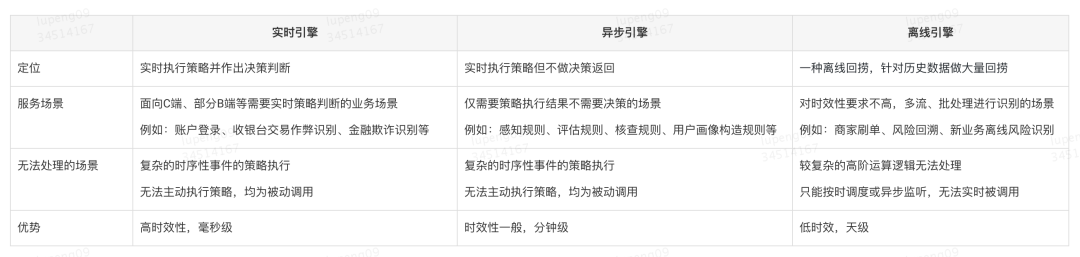 实时引擎 异步引擎 离线引擎
定位 实时执行策略并作出决策判断 实时执行策略但不做决策返回 一种离线回捞，针对历史数据做大量回捞
服务场景 面向C端、部分B端等需要实时策略判断的业务场景 仅需要策略执行结果不需要决策的场景 对时效性要求不高，多流、批处理进行识别的场景
例如：账户登录、收银台交易作弊识别、金融欺诈识别等 例如：感知规则、评估规则、核查规则、用户画像构造规则等 例如：商家刷单、风险回溯、新业务离线风险识别
无法处理的场景 复杂的时序性事件的策略执行 复杂的时序性事件的策略执行 较复杂的高阶运算逻辑无法处理
无法主动执行策略，均为被动调用 无法主动执行策略，均为被动调用 只能按时调度或异步监听，无法实时被调用
优势 高时效性，毫秒级 时效性一般，分钟级 低时效，天级
lupeng09
34514167